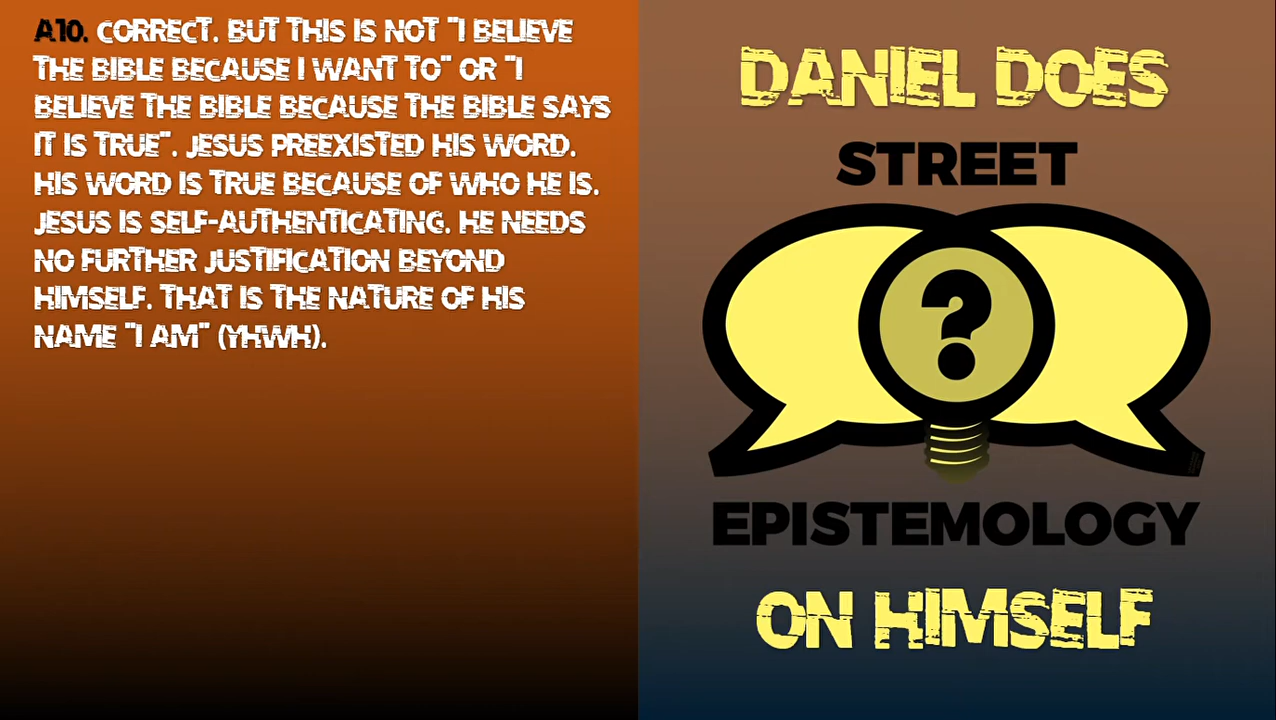 A10. CORRECT. BUT THIS IS NOT "I BELIEVE
THE BIBLE BECAUSE I WANT TO" OR "I
BELIEVE THE BIBLE BECAUSE THE BIBLE SAYS
IT IS TRUE". JESUS PREEXISTED HIS WORD.
HIS WORD IS TRUE BECAUSE OF WHO HE IS.
JESUS IS SELF-AUTHENTICATING. HE NEEDS
NO FURTHER JUSTIFICATION BEYOND
HIMSELF. THAT IS THE NATURE OF HIS
NAME "I AM" (YHWH).
DANIEL DOES
STREET
?
EPISTEMOLOGY
ON HIMSELF